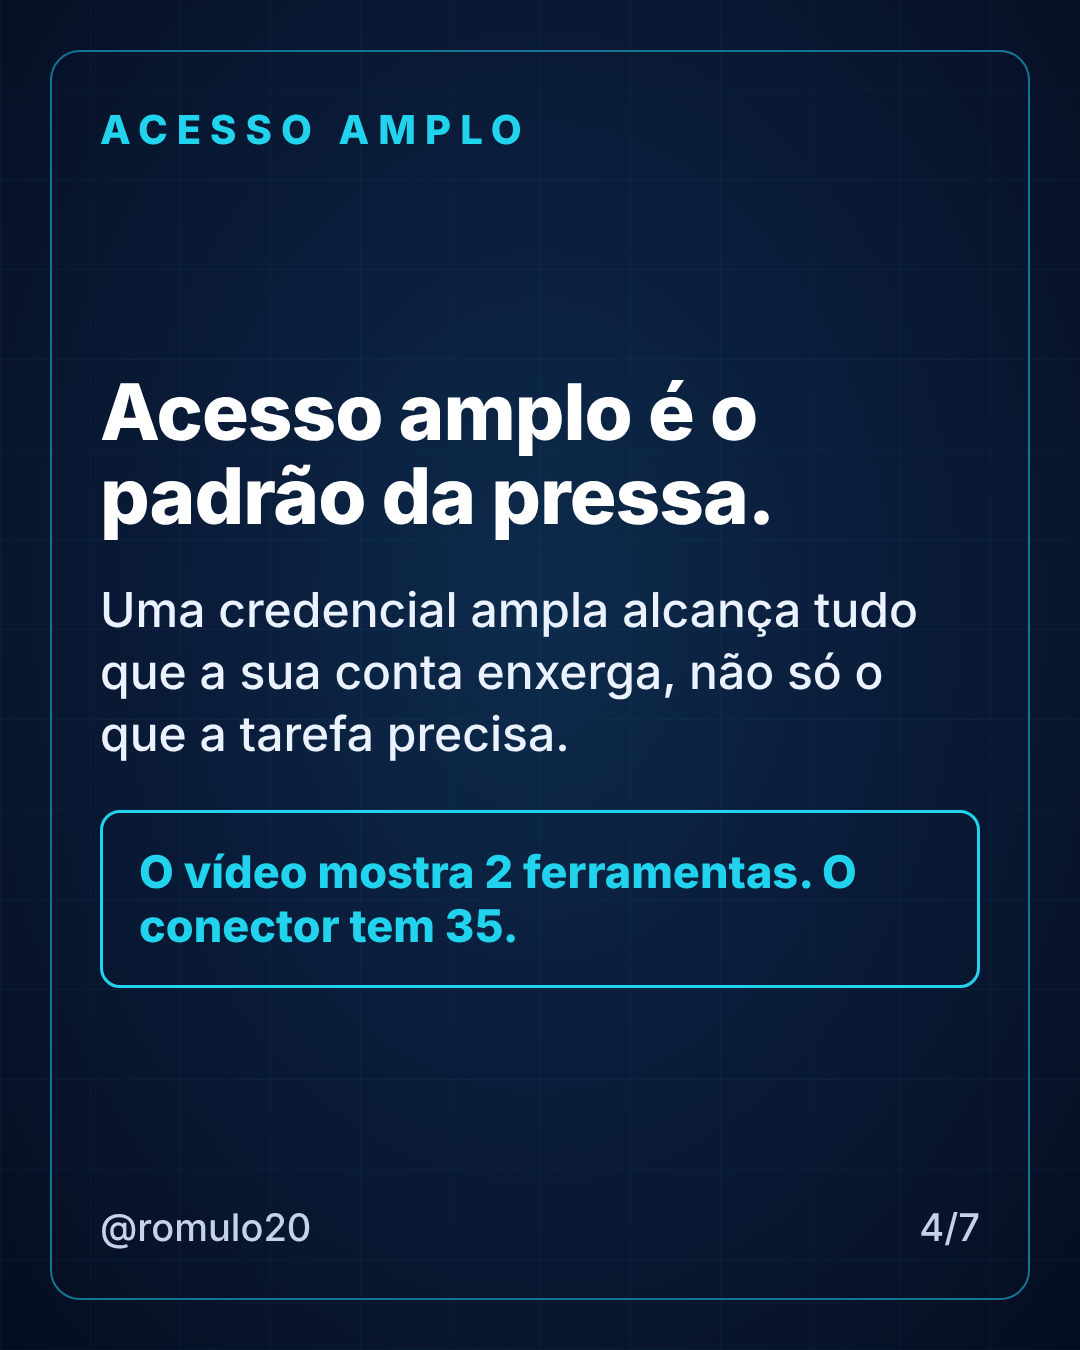 ACESSO AMPLO
Acesso amplo é o
padrão da pressa.
Uma credencial ampla alcança tudo
que a sua conta enxerga, não só o
que a tarefa precisa.
O vídeo mostra 2 ferramentas. O
conector tem 35.
@romulo20
4/7